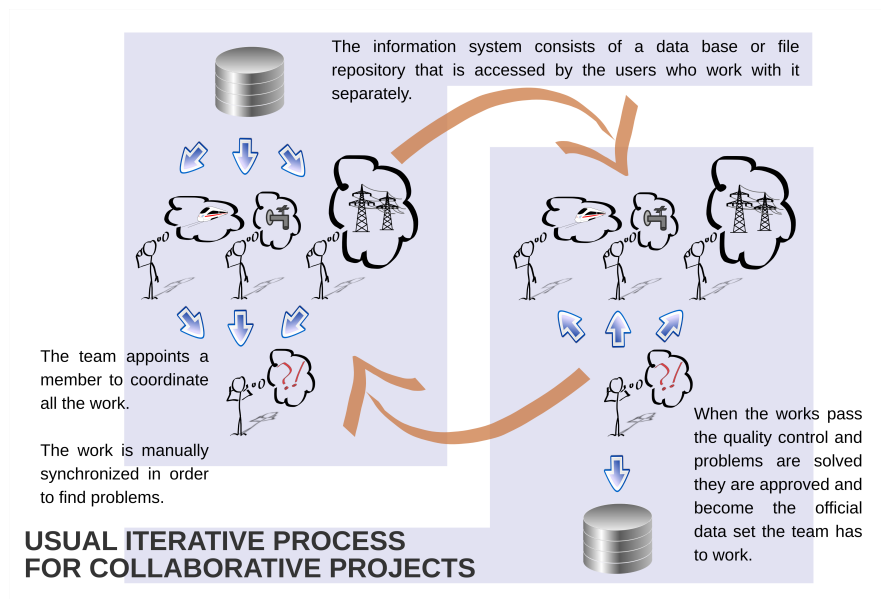 The information system consists of a data base or file
repository that is accessed by the users who work with it
separately.
?!
The team appoints a
member to coordinate
all the work.
The work is manually
synchronized in order
to find problems.
?!
When the works pass
the quality control and
problems are solved
they are approved and
become the official
data set the team has
to work.
USUAL ITERATIVE PROCESS
FOR COLLABORATIVE PROJECTS